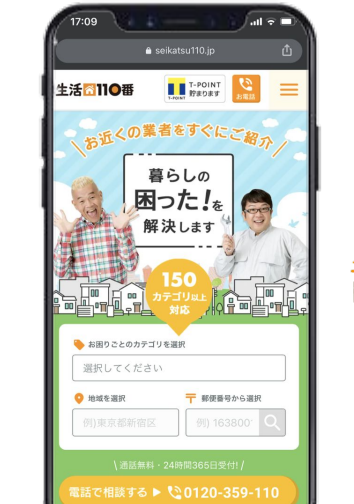 17:09
seikatsu110.jp
生活110番
T-POINT
T-POINT
貯まります
お電話
お近くの業者をすぐにご紹介
暮らしの
困った!を
解決します
150
カテゴリ以上
対応
お困りごとのカテゴリを選択
選択してください
地域を選択
郵便番号から選択
例)東京都新宿区
例) 163800
\通話無料・24時間365日受付!/
電話で相談する ▶ 0120-359-110